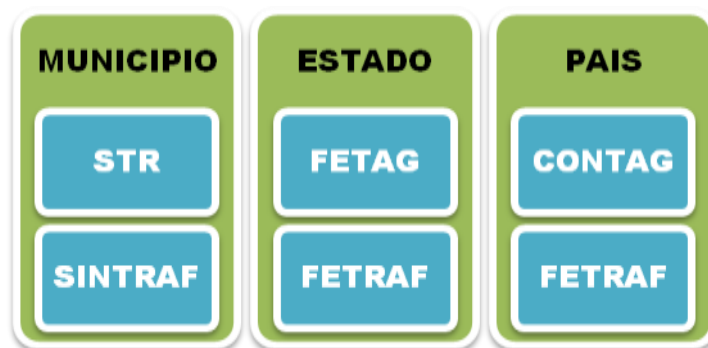 MUNICIPIO
STR
SINTRAF
ESTADO
FETAG
FETRAF
PAIS
CONTAG
FETRAF